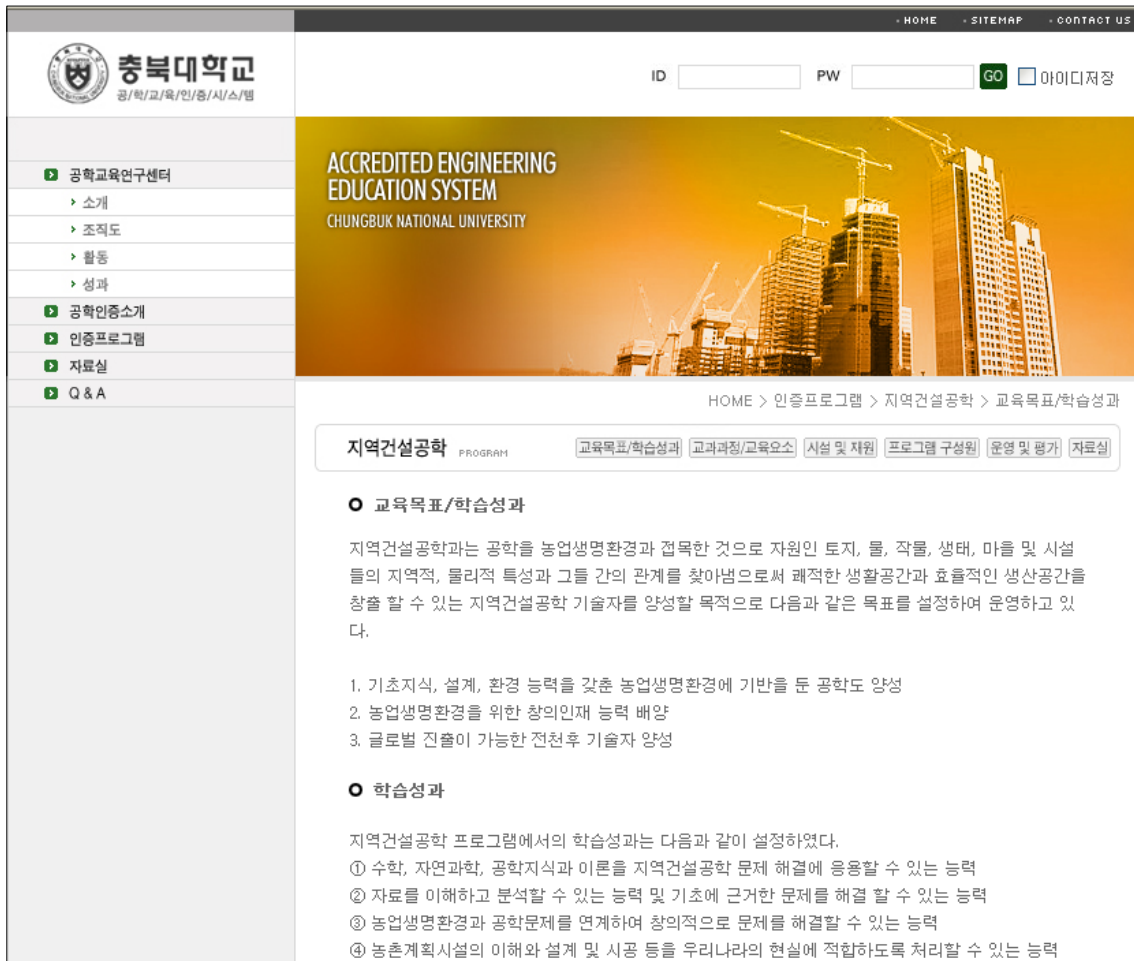 HOME SITEMAP CONTACT US
충북대학교
공/학/교/육/인/증/시/스/템
ID PW GO 아이디저장
ACCREDITED ENGINEERING
EDUCATION SYSTEM
CHUNGBUK NATIONAL UNIVERSITY
공학교육연구센터
소개
조직도
활동
성과
공학인증소개
인증프로그램
자료실
Q & A
HOME > 인증프로그램 > 지역건설공학 > 교육목표/학습성과
지역건설공학 PROGRAM 교육목표/학습성과 교과과정/교육요소 시설 및 재원 프로그램 구성원 운영 및 평가 자료실
교육목표/학습성과
지역건설공학과는 공학을 농업생명환경과 접목한 것으로 자원인 토지, 물, 작물, 생태, 마을 및 시설
들의 지역적, 물리적 특성과 그들 간의 관계를 찾아냄으로써 쾌적한 생활공간과 효율적인 생산공간을
창출 할 수 있는 지역건설공학 기술자를 양성할 목적으로 다음과 같은 목표를 설정하여 운영하고 있
다.
1. 기초지식, 설계, 환경 능력을 갖춘 농업생명환경에 기반을 둔 공학도 양성
2. 농업생명환경을 위한 창의인재 능력 배양
3. 글로벌 진출이 가능한 전천후 기술자 양성
학습성과
지역건설공학 프로그램에서의 학습성과는 다음과 같이 설정하였다.
① 수학, 자연과학, 공학지식과 이론을 지역건설공학 문제 해결에 응용할 수 있는 능력
② 자료를 이해하고 분석할 수 있는 능력 및 기초에 근거한 문제를 해결 할 수 있는 능력
③ 농업생명환경과 공학문제를 연계하여 창의적으로 문제를 해결할 수 있는 능력
④ 농촌계획시설의 이해와 설계 및 시공 등을 우리나라의 현실에 적합하도록 처리할 수 있는 능력